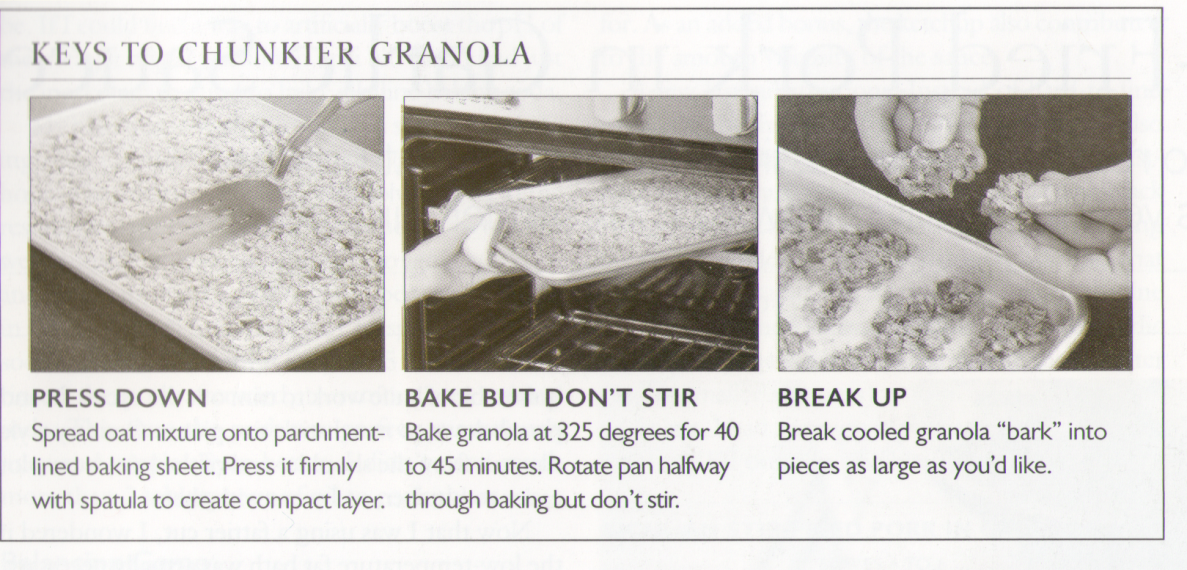 KEYS TO CHUNKIER GRANOLA
PRESS DOWN
Spread oat mixture onto parchment-
lined baking sheet. Press it firmly
with spatula to create compact layer.
BAKE BUT DON'T STIR
Bake granola at 325 degrees for 40
to 45 minutes. Rotate pan halfway
through baking but don't stir.
BREAK UP
Break cooled granola “bark” into
pieces as large as you'd like.